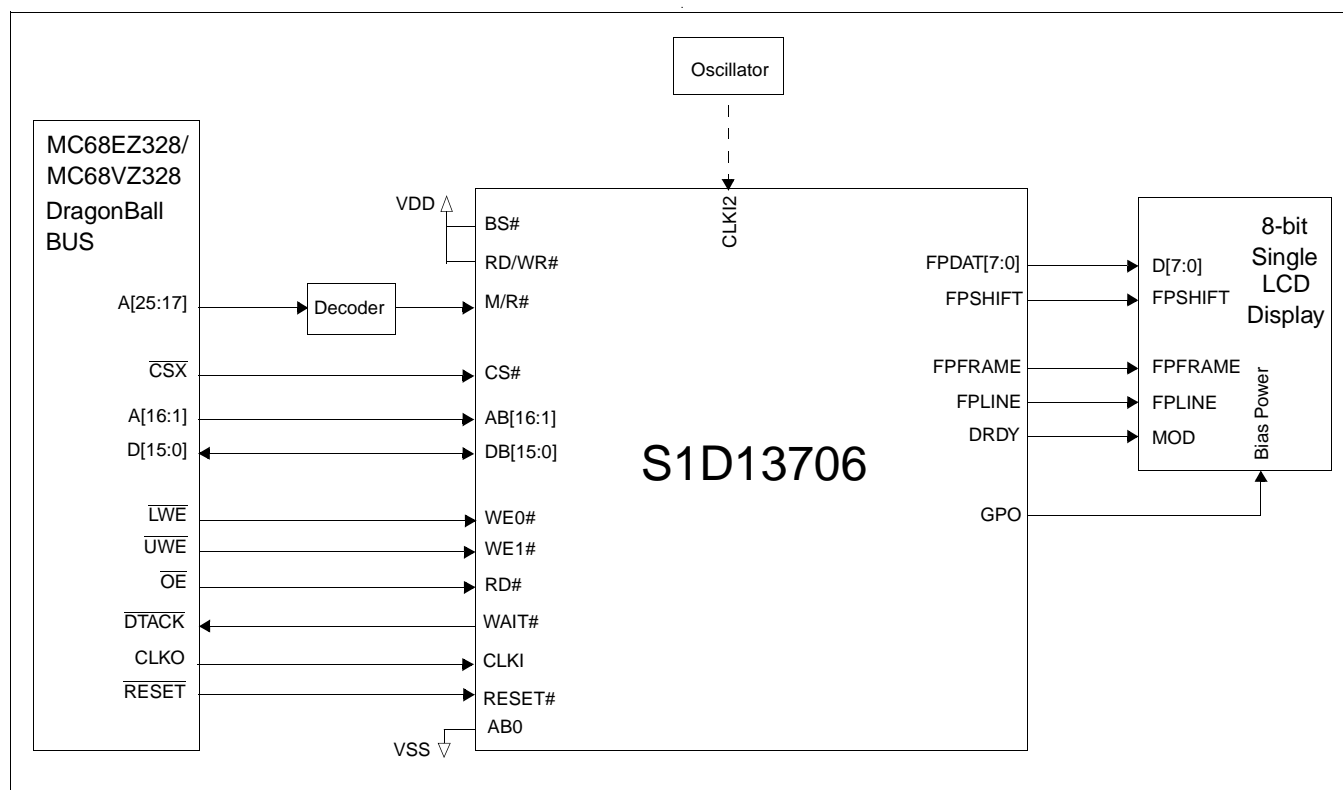 Oscillator
MC68EZ328/
MC68VZ328
DragonBall
BUS
A[25:17]
CSX
A[16:1]
D[15:0]
LWE
UWE
OE
DTACK
CLKO
RESET
Decoder
VDD
VSS
CLKI2
BS#
RD/WR#
M/R#
CS#
AB[16:1]
DB[15:0]
WE0#
WE1#
RD#
WAIT#
CLKI
RESET#
AB0
S1D13706
FPDAT[7:0]
FPSHIFT
FPFRAME
FPLINE
DRDY
GPO
D[7:0]
FPSHIFT
FPFRAME
FPLINE
MOD
8-bit
Single
LCD
Display
Bias Power